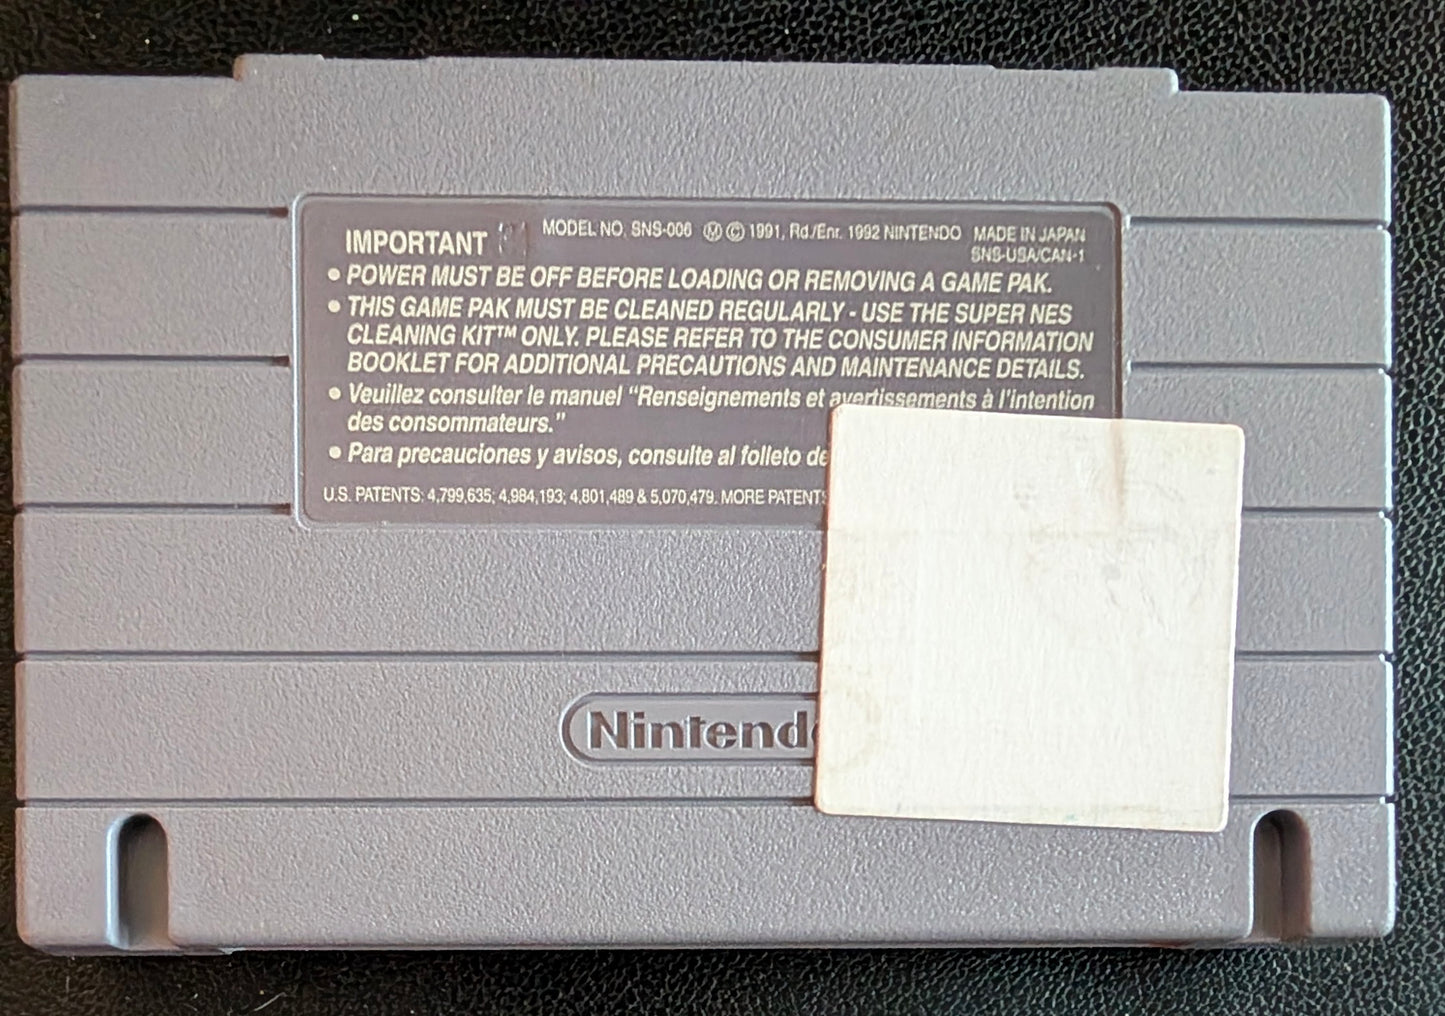 IMPORTANT MODEL NO. SNS-006 Ⓜ © 1991, Rd./Enr. 1992 NINTENDO MADE IN JAPAN
SNS-USA/CAN-1
• POWER MUST BE OFF BEFORE LOADING OR REMOVING A GAME PAK.
• THIS GAME PAK MUST BE CLEANED REGULARLY - USE THE SUPER NES
CLEANING KIT™ ONLY. PLEASE REFER TO THE CONSUMER INFORMATION
BOOKLET FOR ADDITIONAL PRECAUTIONS AND MAINTENANCE DETAILS.
• Veuillez consulter le manuel “Renseignements et avertissements à l'intention
des consommateurs.”
• Para precauciones y avisos, consulte al folleto de
U.S. PATENTS: 4,799,635; 4,984,193; 4,801,489 & 5,070,479. MORE PATENTS
Nintendo